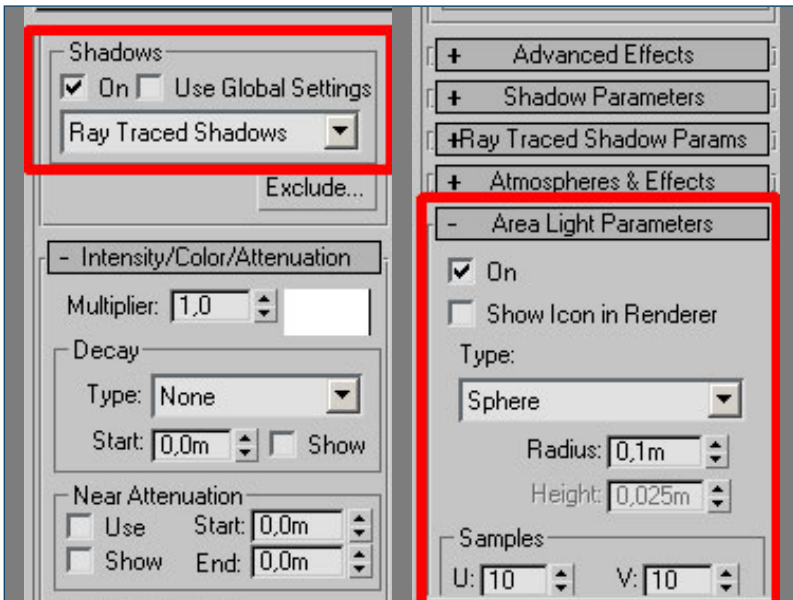 Shadows
On Use Global Settings
Ray Traced Shadows
Exclude...
- Intensity/Color/Attenuation
Multiplier: 1,0
Decay
Type: None
Start: 0,0m Show
Near Attenuation
Use Start: 0,0m
Show End: 0,0m
+ Advanced Effects
+ Shadow Parameters
+Ray Traced Shadow Params
+ Atmospheres & Effects
- Area Light Parameters
On
Show Icon in Renderer
Type:
Sphere
Radius: 0,1m
Height: 0,025m
Samples
U: 10 V: 10